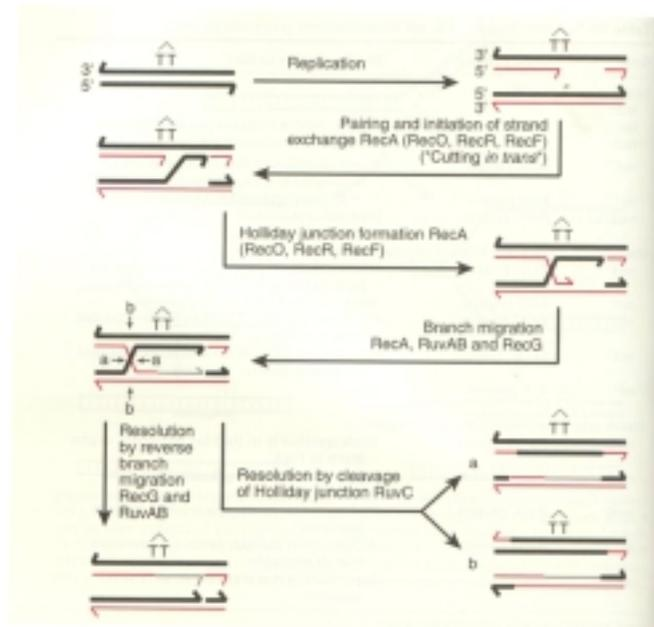 TT
3'
5'
Replication
TT
3'
5'
5'
3'
Pairing and initiation of strand
exchange RecA (RecO, RecR, RecF)
("Cutting in trans")
TT
Holliday junction formation RecA
(RecO, RecR, RecF)
TT
Branch migration
RecA, RuvAB and RecG
b
TT
a
a
b
Resolution
by reverse
branch
migration
RecG and
RuvAB
Resolution by cleavage
of Holliday junction RuvC
TT
a
TT
b
TT